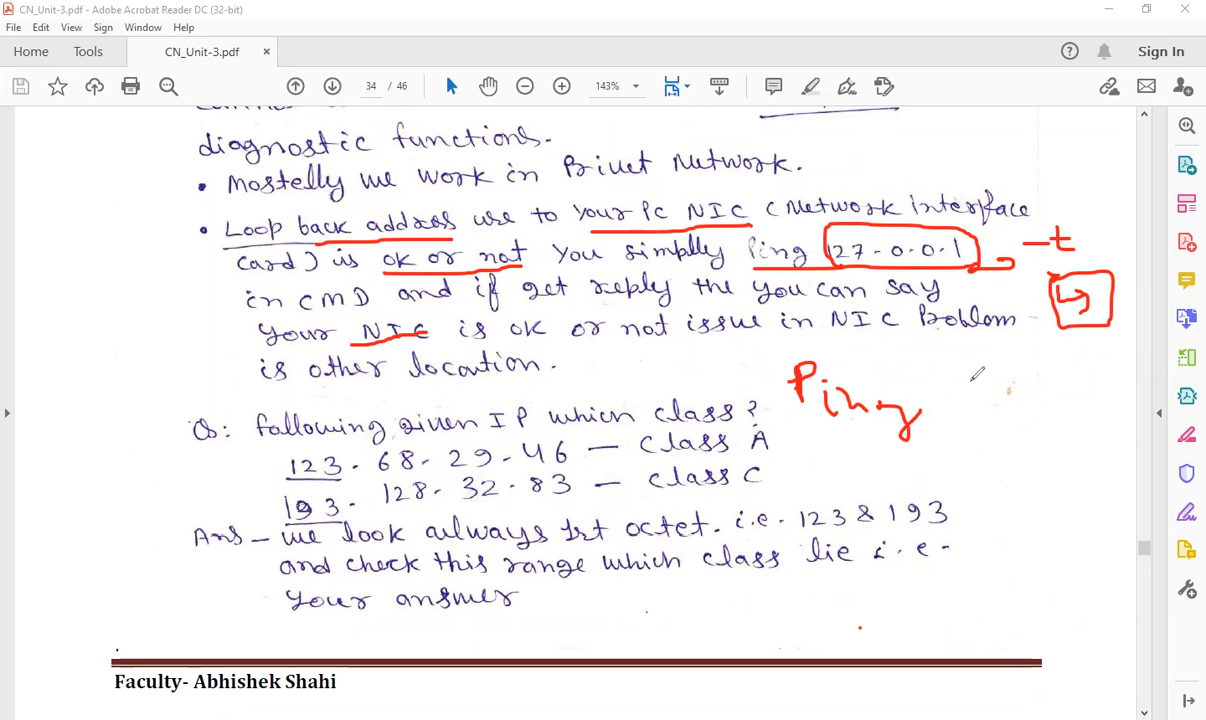 CN_Unit-3.pdf - Adobe Acrobat Reader DC (32-bit)
File Edit View Sign Window Help
Home Tools CN_Unit-3.pdf × Sign In
34 / 46 143%
diagnostic functions.
• Mostelly we work in Privet Network.
• Loop back address use to your PC NIC (Network interface
card) is ok or not you simplly Ping 127.0.0.1 -t
in CMD and if get reply the you can say
your NIC is ok or not issue in NIC Problom
is other location.
Ping
Q: following given IP which class?
123. 68. 29. 46 — class A
193. 128. 32. 83 — class C
Ans - we look always 1st octet. i.e. 123 & 193
and check this range which class lie i.e-
your answer
Faculty- Abhishek Shahi